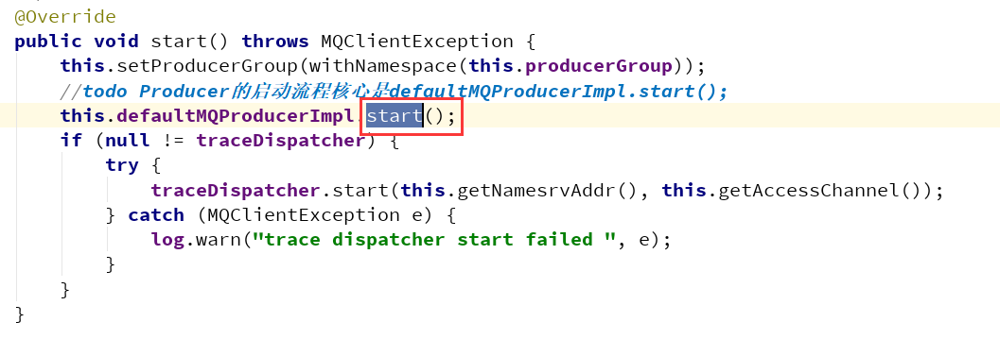 @Override
public void start() throws MQClientException {
this.setProducerGroup(withNamespace(this.producerGroup));
//todo Producer的启动流程核心是defaultMQProducerImpl.start();
this.defaultMQProducerImpl.start();
if (null != traceDispatcher) {
try {
traceDispatcher.start(this.getNamesrvAddr(), this.getAccessChannel());
} catch (MQClientException e) {
log.warn("trace dispatcher start failed ", e);
}
}
}